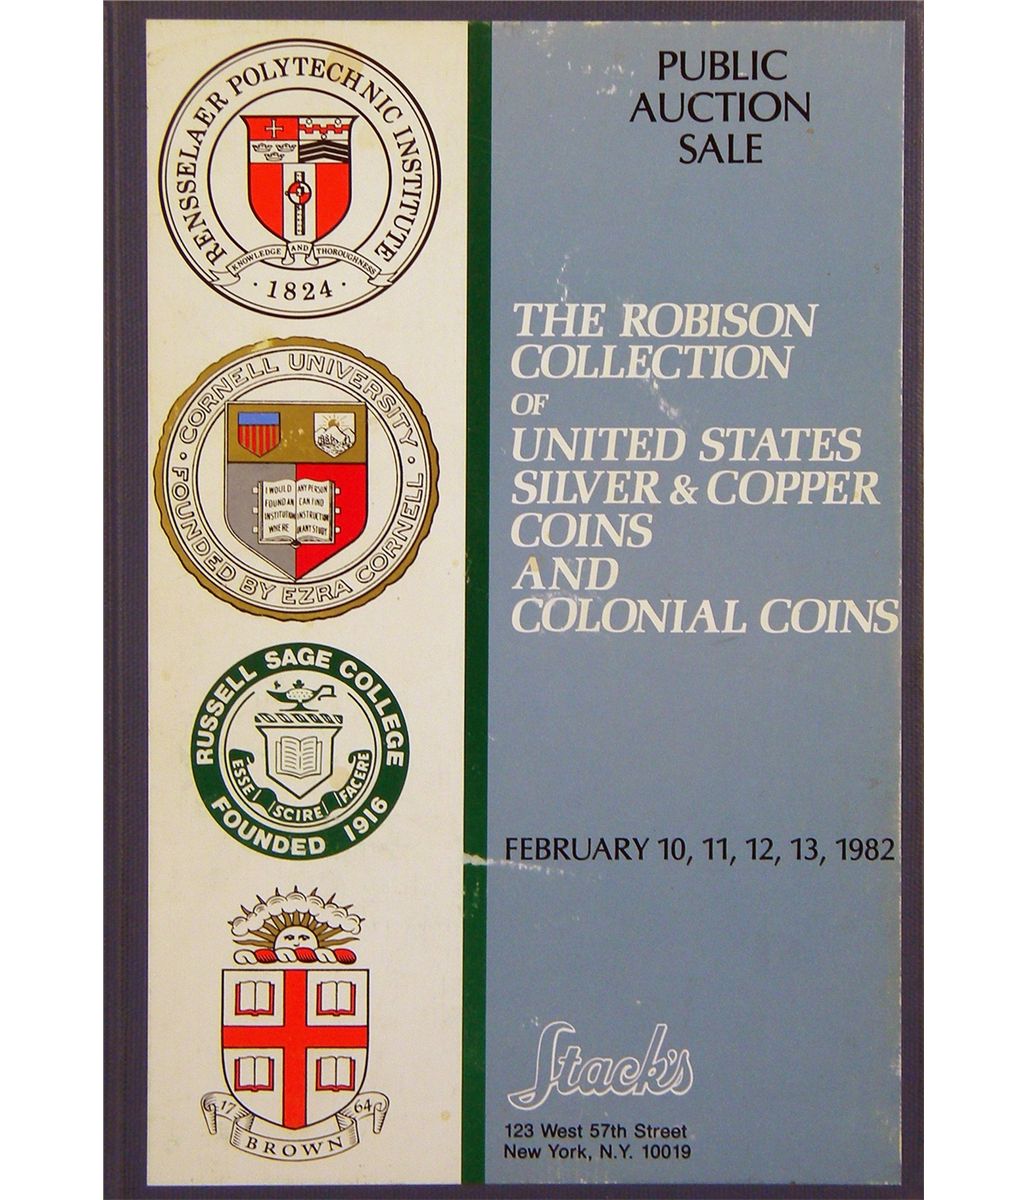 RENSSELAER POLYTECHNIC INSTITUTE
KNOWLEDGE AND THOROUGHNESS
· 1824 ·
· CORNELL UNIVERSITY ·
FOUNDED BY EZRA CORNELL
I WOULD
FOUND AN
INSTITUTION
WHERE
ANY PERSON
CAN FIND
INSTRUCTION
IN ANY STUDY
RUSSELL SAGE COLLEGE
ESSE SCIRE FACERE
FOUNDED 1916
17 64
BROWN
PUBLIC
AUCTION
SALE
THE ROBISON
COLLECTION
OF
UNITED STATES
SILVER & COPPER
COINS
AND
COLONIAL COINS
FEBRUARY 10, 11, 12, 13, 1982
Stack's
123 West 57th Street
New York, N.Y. 10019